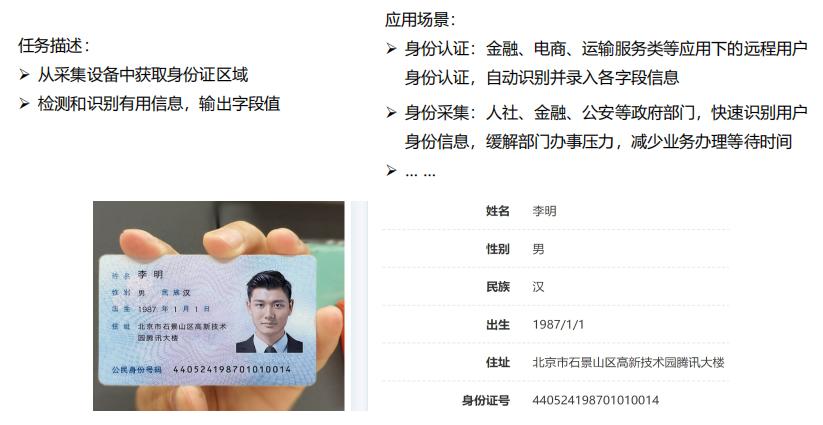 任务描述：
➢ 从采集设备中获取身份证区域
➢ 检测和识别有用信息，输出字段值
应用场景：
➢ 身份认证：金融、电商、运输服务类等应用下的远程用户
身份认证，自动识别并录入各字段信息
➢ 身份采集：人社、金融、公安等政府部门，快速识别用户
身份信息，缓解部门办事压力，减少业务办理等待时间
➢ ... ...
姓名 李明
性别 男 民族 汉
出生 1987 年 1 月 1 日
住址 北京市石景山区高新技术
园腾讯大楼
公民身份号码 440524198701010014
姓名 李明
性别 男
民族 汉
出生 1987/1/1
住址 北京市石景山区高新技术园腾讯大楼
身份证号 440524198701010014